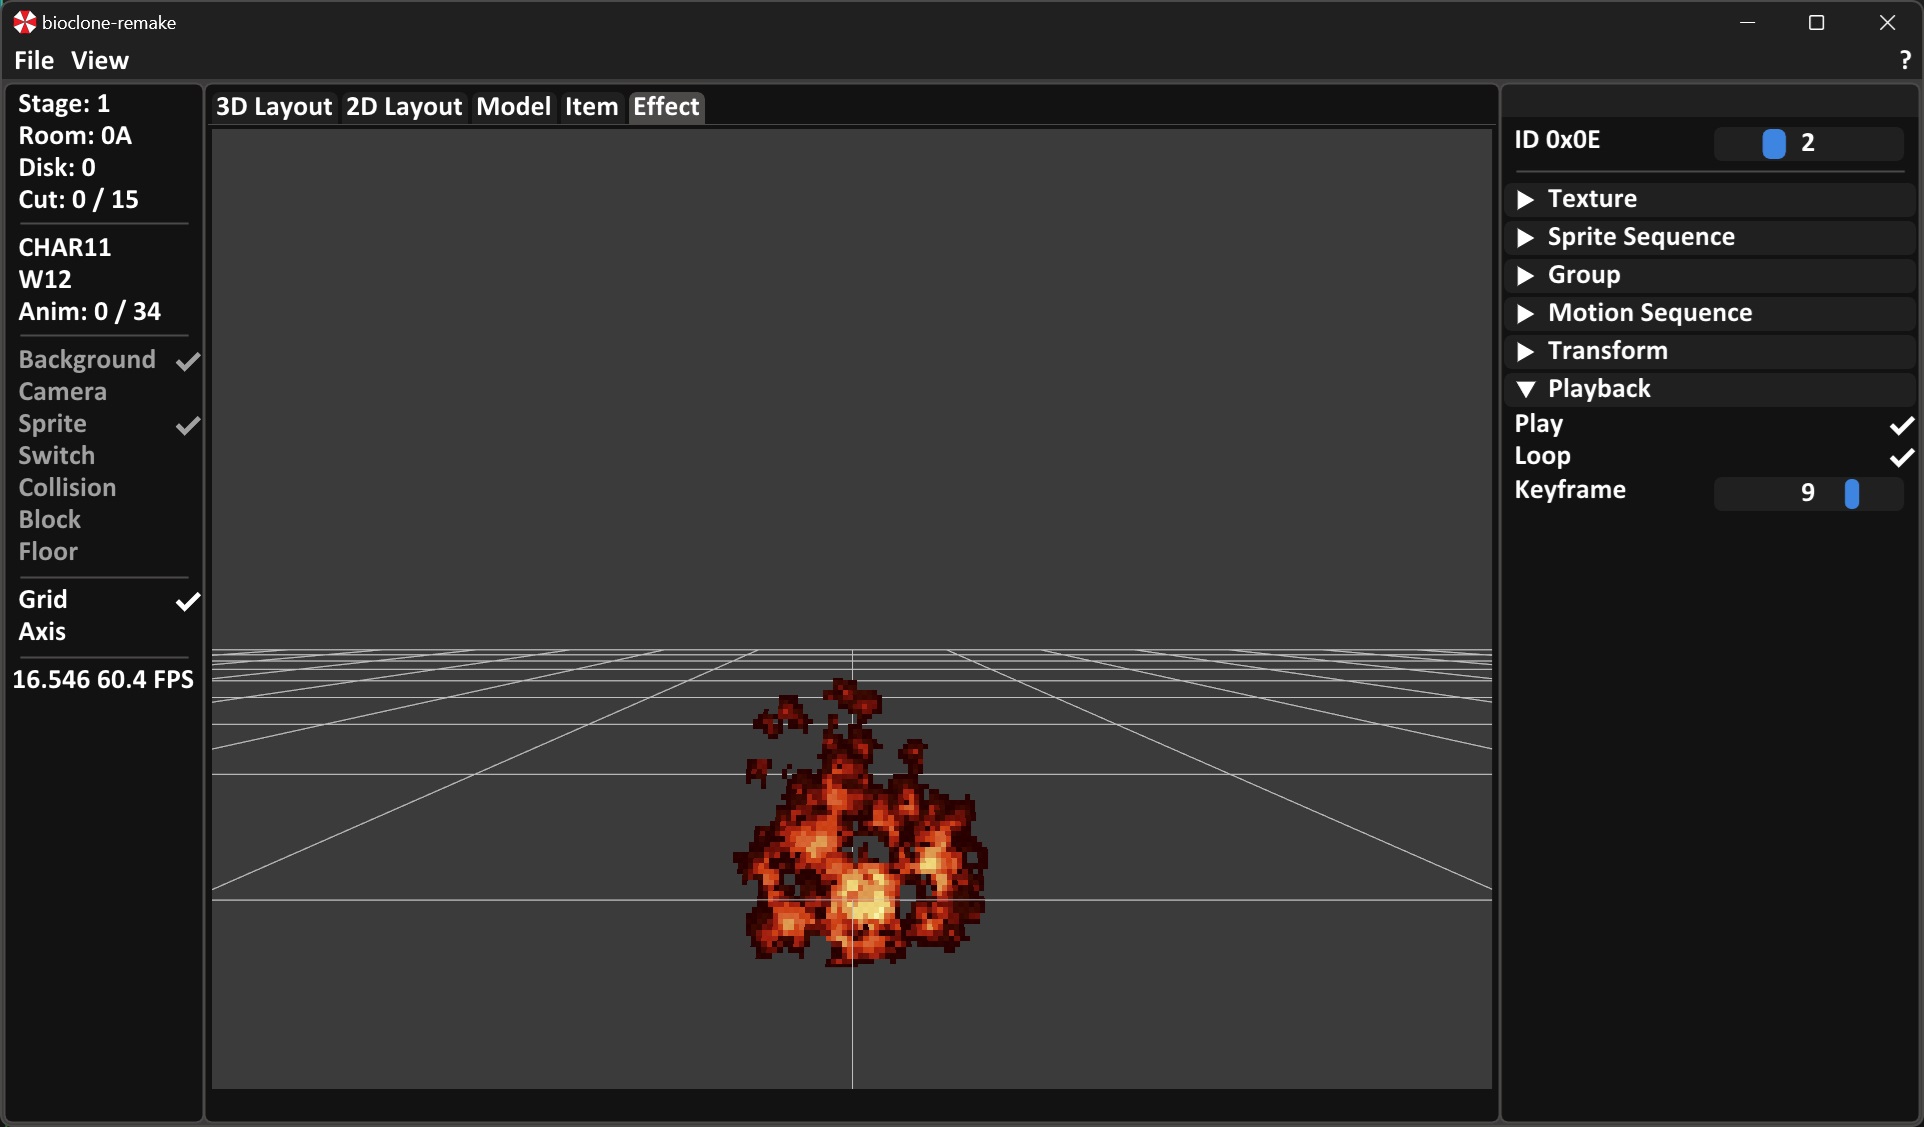 bioclone-remake
File View ?
Stage: 1
Room: 0A
Disk: 0
Cut: 0 / 15
CHAR11
W12
Anim: 0 / 34
Background
Camera
Sprite
Switch
Collision
Block
Floor
Grid
Axis
16.546 60.4 FPS
3D Layout 2D Layout Model Item Effect
ID 0x0E 2
Texture
Sprite Sequence
Group
Motion Sequence
Transform
Playback
Play
Loop
Keyframe 9